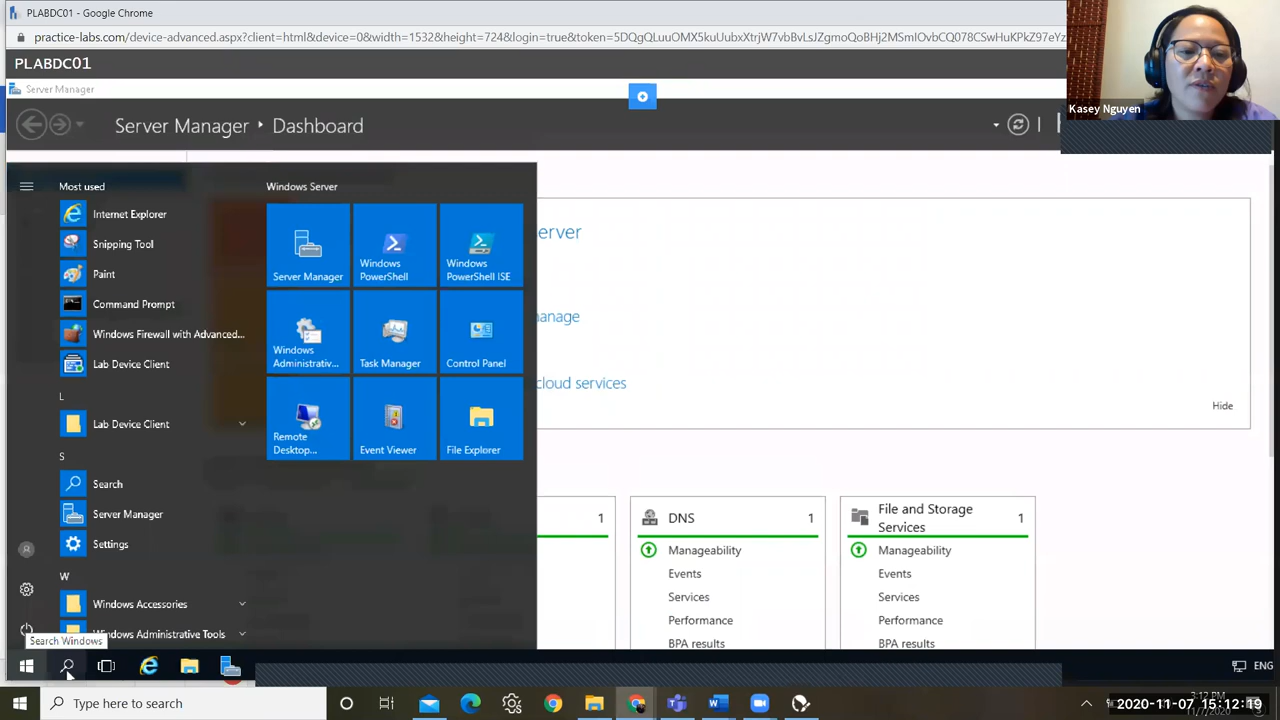 PLABDC01 - Google Chrome
practice-labs.com/device-advanced.aspx?client=html&device=0&width=1532&height=724&login=true&token=
PLABDC01
Server Manager
Kasey Nguyen
Server Manager ‣ Dashboard
Most used
Internet Explorer
Snipping Tool
Paint
Command Prompt
Windows Firewall with Advanced...
Lab Device Client
L
Lab Device Client
S
Search
Server Manager
Settings
W
Windows Accessories
Windows Administrative Tools
Search Windows
Windows Server
Server Manager
Windows PowerShell
Windows PowerShell ISE
Windows Administrativ...
Task Manager
Control Panel
Remote Desktop...
Event Viewer
File Explorer
erver
anage
cloud services
Hide
1
DNS 1
Manageability
Events
Services
Performance
BPA results
File and Storage Services 1
Manageability
Events
Services
Performance
BPA results
ENG
Type here to search
3:12 PM
11/7/2020
2020-11-07 15:12:19